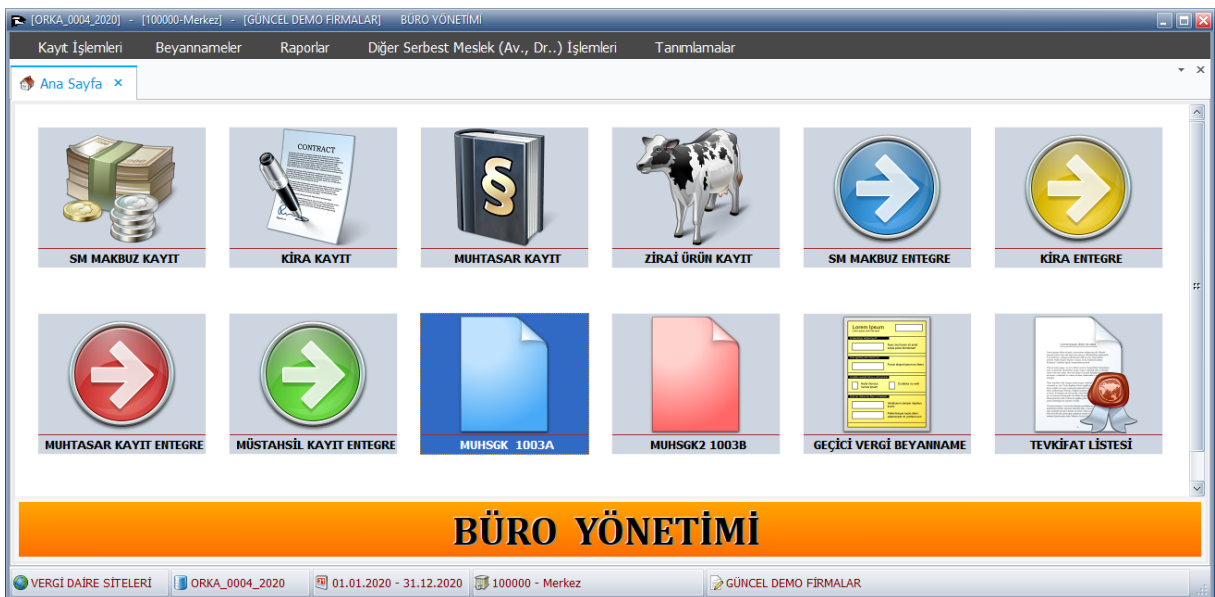 [ORKA_0004_2020] - [100000-Merkez] - [GÜNCEL DEMO FİRMALAR] BÜRO YÖNETİMİ
Kayıt İşlemleri Beyannameler Raporlar Diğer Serbest Meslek (Av., Dr..) İşlemleri Tanımlamalar
Ana Sayfa
CONTRACT
SM MAKBUZ KAYIT KİRA KAYIT MUHTASAR KAYIT ZİRAİ ÜRÜN KAYIT SM MAKBUZ ENTEGRE KİRA ENTEGRE
Lorem Ipsum
MUHTASAR KAYIT ENTEGRE MÜSTAHSİL KAYIT ENTEGRE MUHSGK 1003A MUHSGK2 1003B GEÇİCİ VERGİ BEYANNAME TEVKİFAT LİSTESİ
BÜRO YÖNETİMİ
VERGİ DAİRE SİTELERİ ORKA_0004_2020 01.01.2020 - 31.12.2020 100000 - Merkez GÜNCEL DEMO FİRMALAR